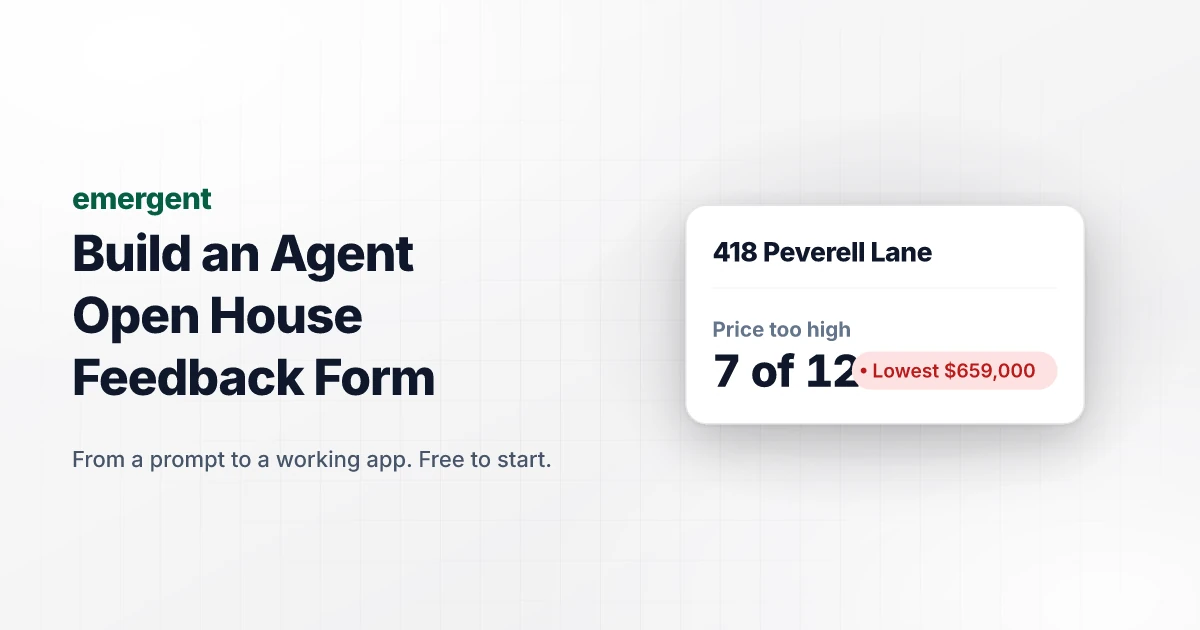 emergent
Build an Agent
Open House
Feedback Form
From a prompt to a working app. Free to start.
418 Peverell Lane
Price too high
7 of 12
• Lowest $659,000